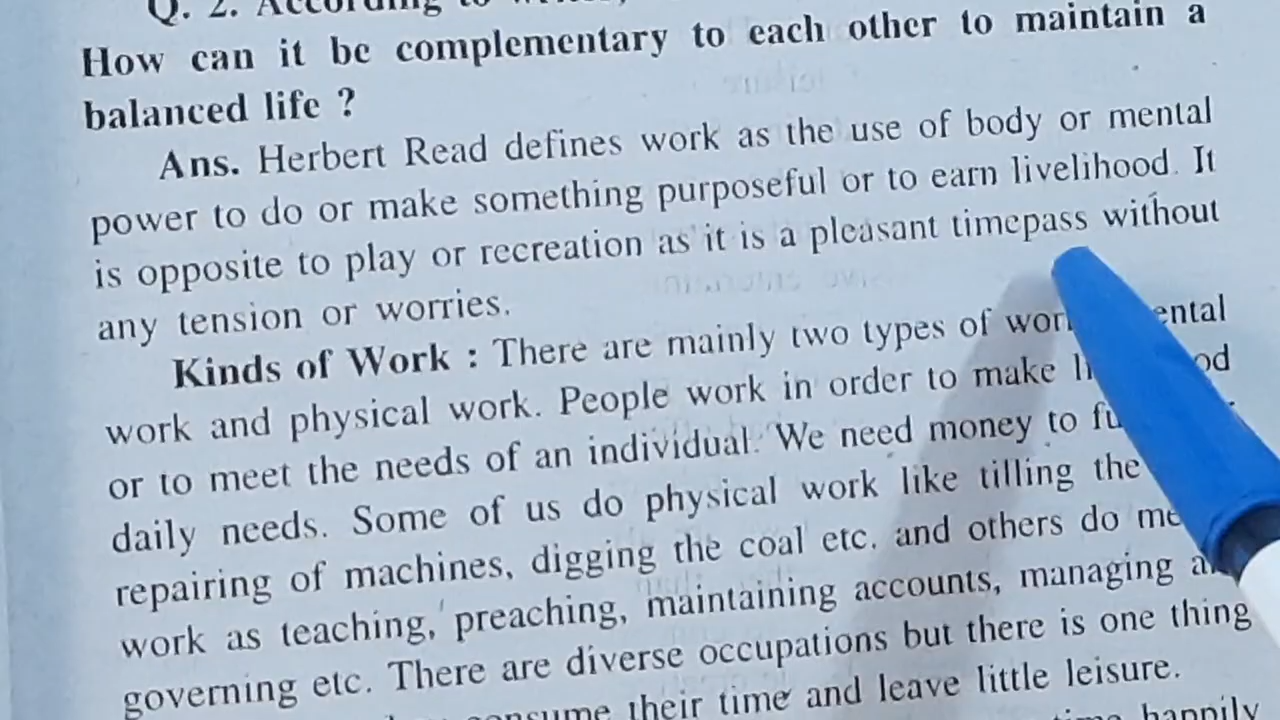 Q. 2. According to
How can it be complementary to each other to maintain a
balanced life ?
Ans. Herbert Read defines work as the use of body or mental
power to do or make something purposeful or to earn livelihood. It
is opposite to play or recreation as it is a pleasant timepass without
any tension or worries.
Kinds of Work : There are mainly two types of
work and physical work. People work in order to make
or to meet the needs of an individual. We need money to
daily needs. Some of us do physical work like tilling the
repairing of machines, digging the coal etc. and others do
work as teaching, preaching, maintaining accounts, managing
governing etc. There are diverse occupations but there is one thing
consume their time and leave little leisure.
happily